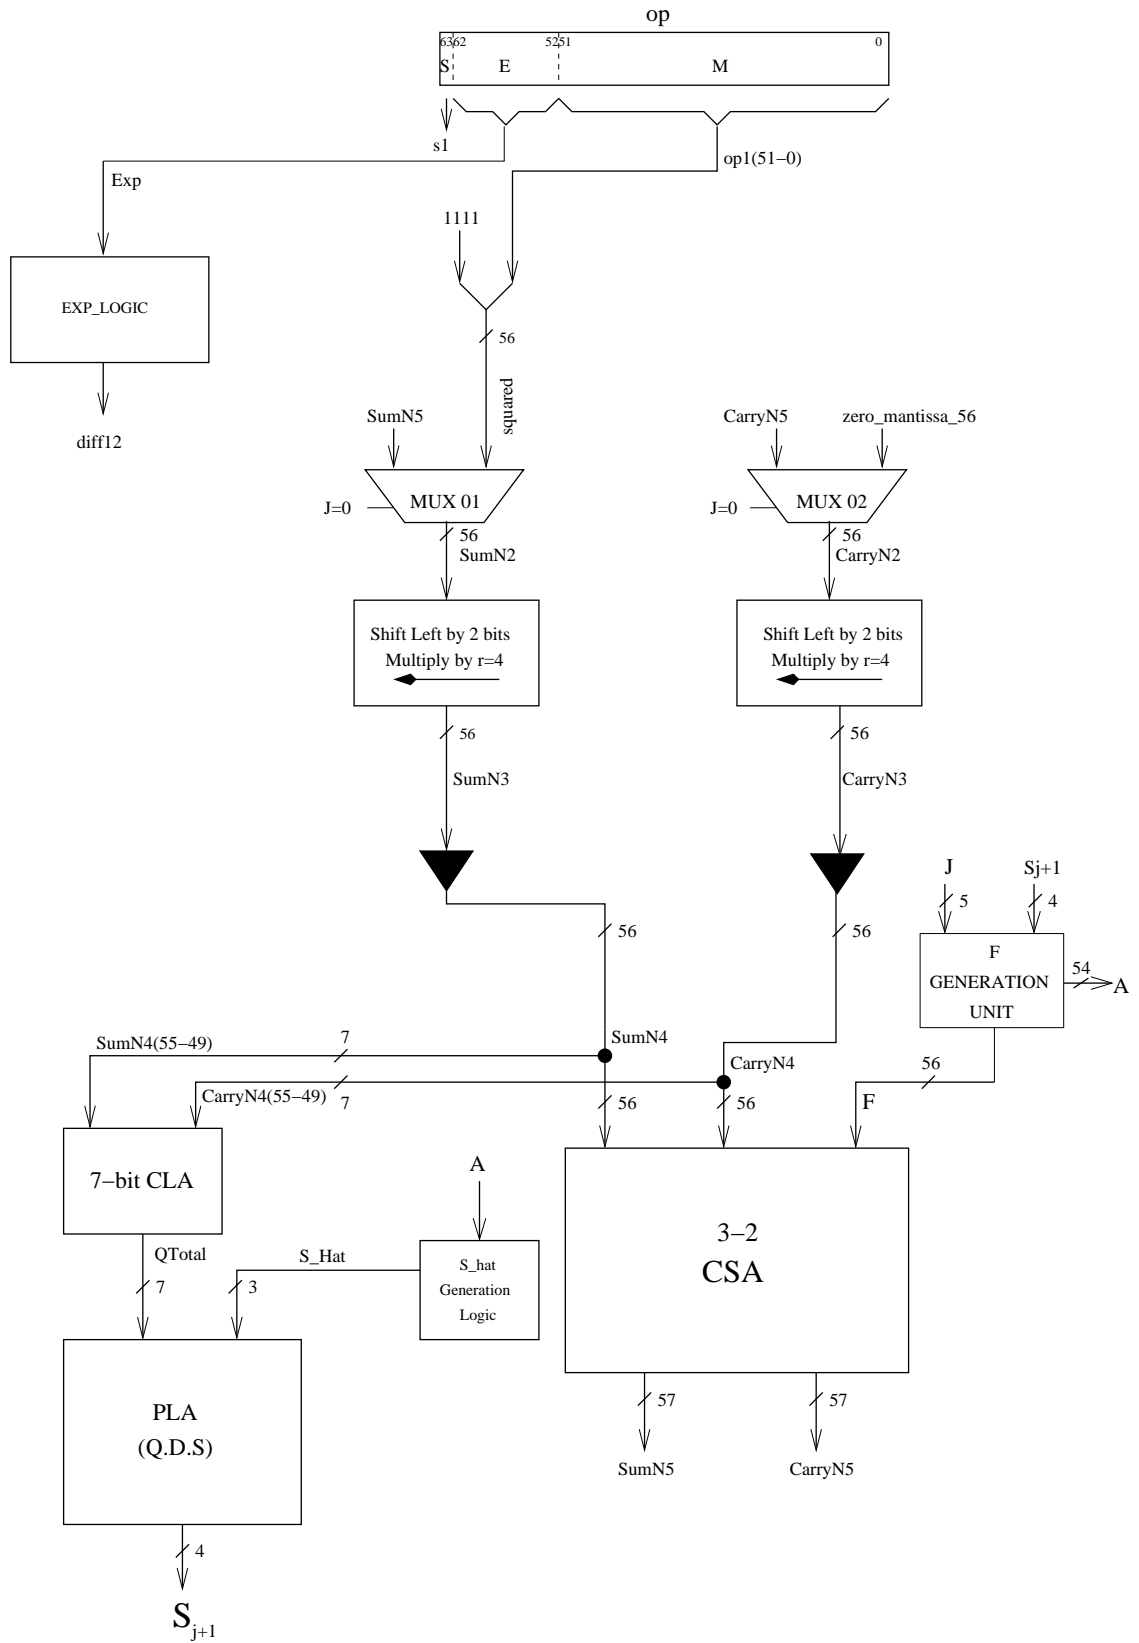 op
6362 5251 0
S E M
s1
op1(51−0)
Exp
1111
EXP_LOGIC
56
squared
diff12
SumN5
CarryN5 zero_mantissa_56
MUX 01 MUX 02
J=0 J=0
56 56
SumN2 CarryN2
Shift Left by 2 bits
Multiply by r=4
Shift Left by 2 bits
Multiply by r=4
56 56
SumN3 CarryN3
J Sj+1
5 4
56 56
F
GENERATION
UNIT
54
A
SumN4(55−49) 7 SumN4
CarryN4
56
CarryN4(55−49) 7
56 56 F
7−bit CLA
A
QTotal S_Hat
7 3
S_hat
Generation
Logic
3−2
CSA
PLA
(Q.D.S)
57 57
SumN5 CarryN5
4
Sj+1